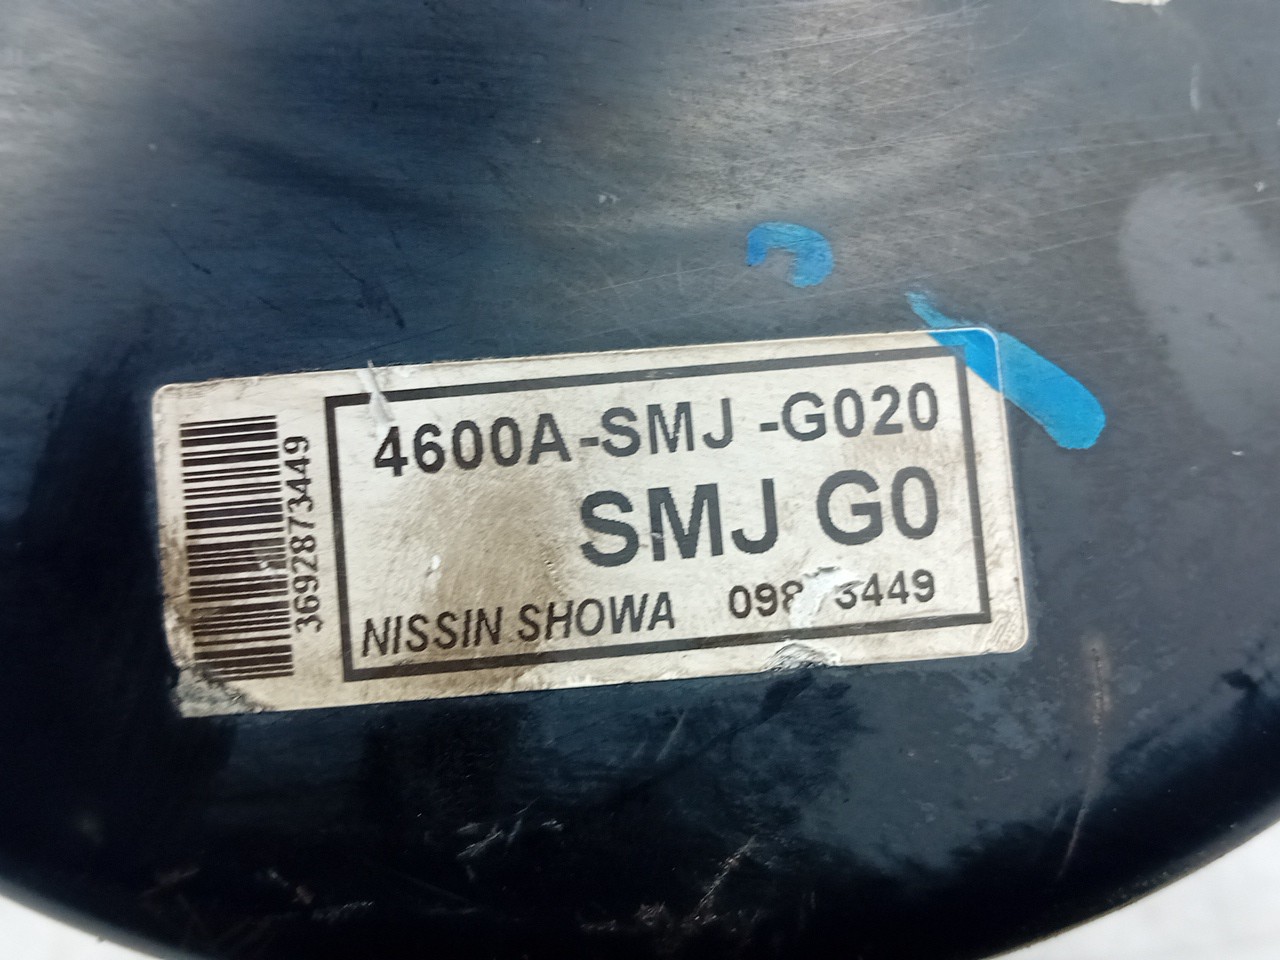 3692873449
4600A-SMJ -G020
SMJ G0
NISSIN SHOWA